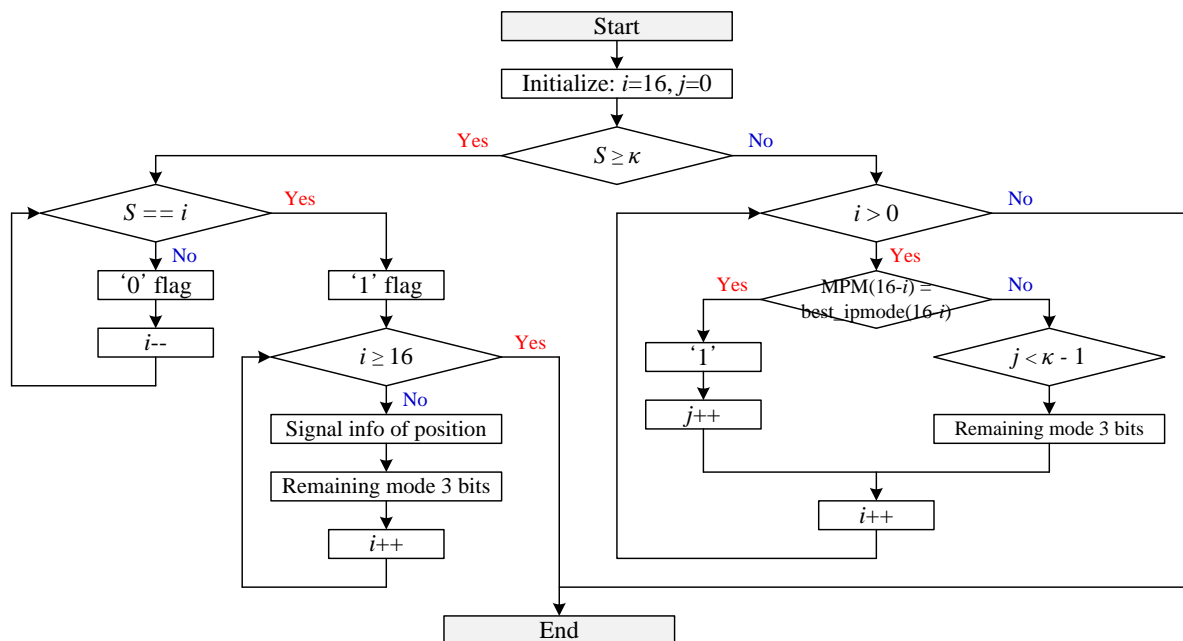 Start
Initialize: i=16, j=0
Yes
No
S ≥ κ
S == i
Yes
i > 0
No
No
Yes
‘0’ flag
‘1’ flag
Yes
MPM(16-i) =
best_ipmode(16-i)
No
i--
i ≥ 16
Yes
‘1’
j < κ - 1
No
j++
Signal info of position
Remaining mode 3 bits
Remaining mode 3 bits
i++
i++
End